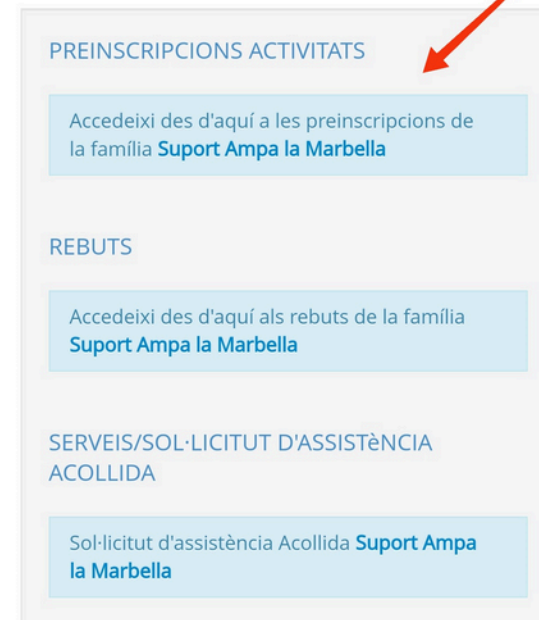 PREINSCRIPCIONS ACTIVITATS
Accedeixi des d'aquí a les preinscripcions de
la família Suport Ampa la Marbella
REBUTS
Accedeixi des d'aquí als rebuts de la família
Suport Ampa la Marbella
SERVEIS/SOL·LICITUT D'ASSISTèNCIA
ACOLLIDA
Sol·licitut d'assistència Acollida Suport Ampa
la Marbella